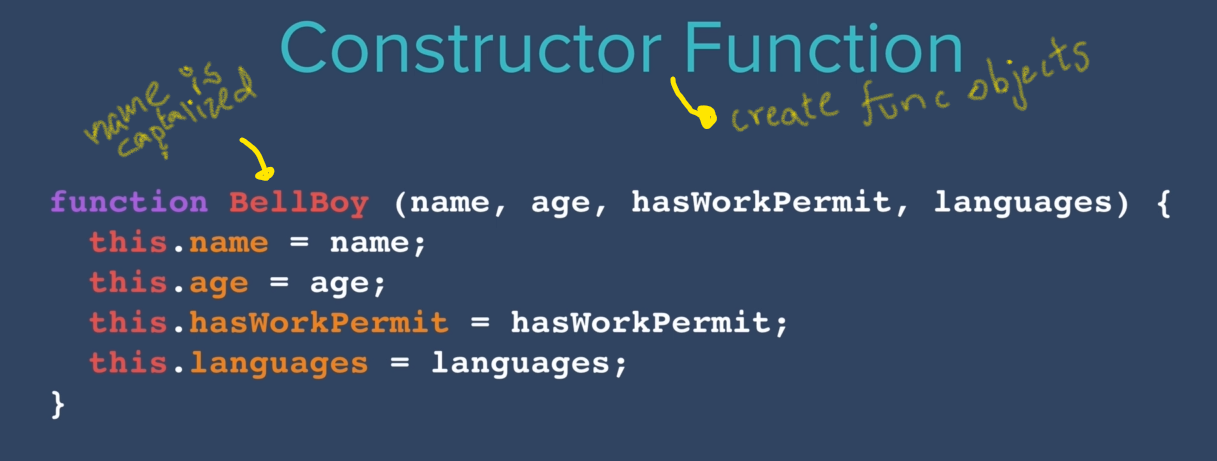 Constructor Function
name is
captalized
create func objects
function BellBoy (name, age, hasWorkPermit, languages) {
  this.name = name;
  this.age = age;
  this.hasWorkPermit = hasWorkPermit;
  this.languages = languages;
}